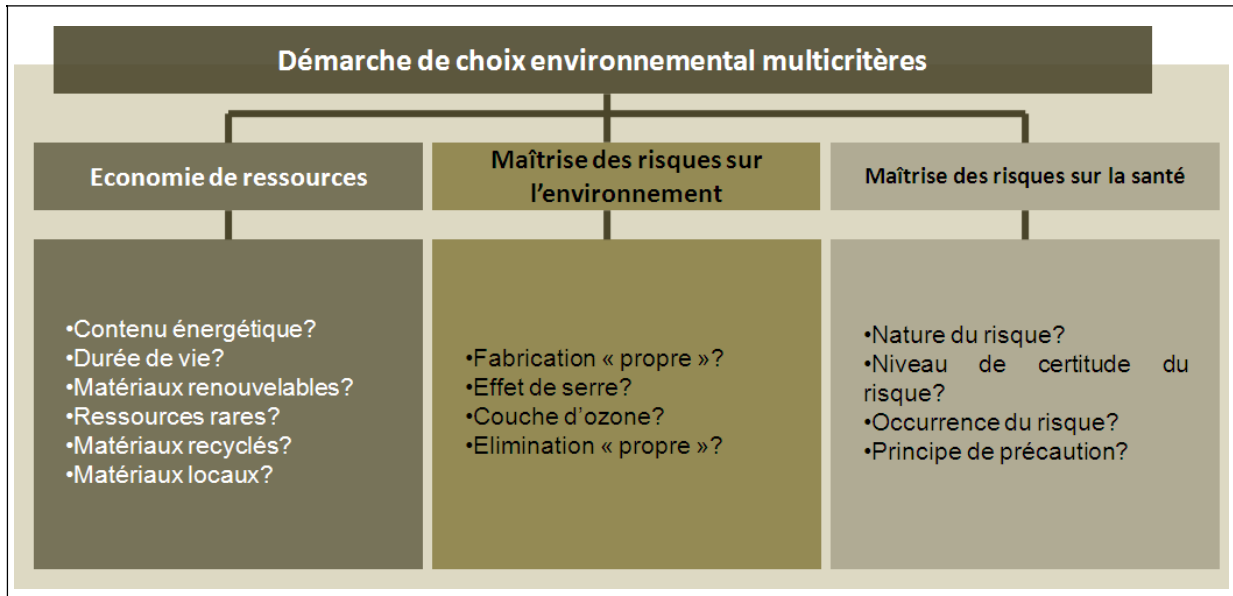 Démarche de choix environnemental multicritères
Economie de ressources
Maîtrise des risques sur
l'environnement
Maîtrise des risques sur la santé
•Contenu énergétique?
•Durée de vie?
•Matériaux renouvelables?
•Ressources rares?
•Matériaux recyclés?
•Matériaux locaux?
•Fabrication « propre »?
•Effet de serre?
•Couche d'ozone?
•Elimination « propre »?
•Nature du risque?
•Niveau de certitude du
risque?
•Occurrence du risque?
•Principe de précaution?